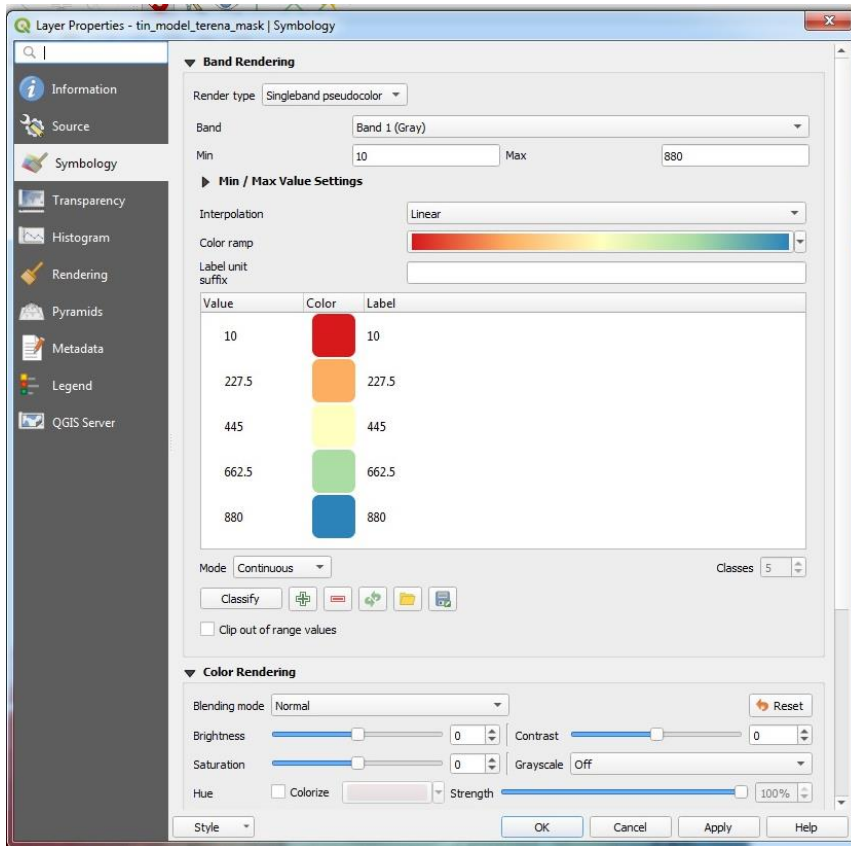 Layer Properties - tin_model_terena_mask | Symbology
Information
Source
Symbology
Transparency
Histogram
Rendering
Pyramids
Metadata
Legend
QGIS Server
Band Rendering
Render type Singleband pseudocolor
Band Band 1 (Gray)
Min 10 Max 880
Min / Max Value Settings
Interpolation Linear
Color ramp
Label unit
suffix
Value Color Label
10 10
227.5 227.5
445 445
662.5 662.5
880 880
Mode Continuous Classes 5
Classify
Clip out of range values
Color Rendering
Blending mode Normal Reset
Brightness 0 Contrast 0
Saturation 0 Grayscale Off
Hue Colorize Strength 100%
Style OK Cancel Apply Help